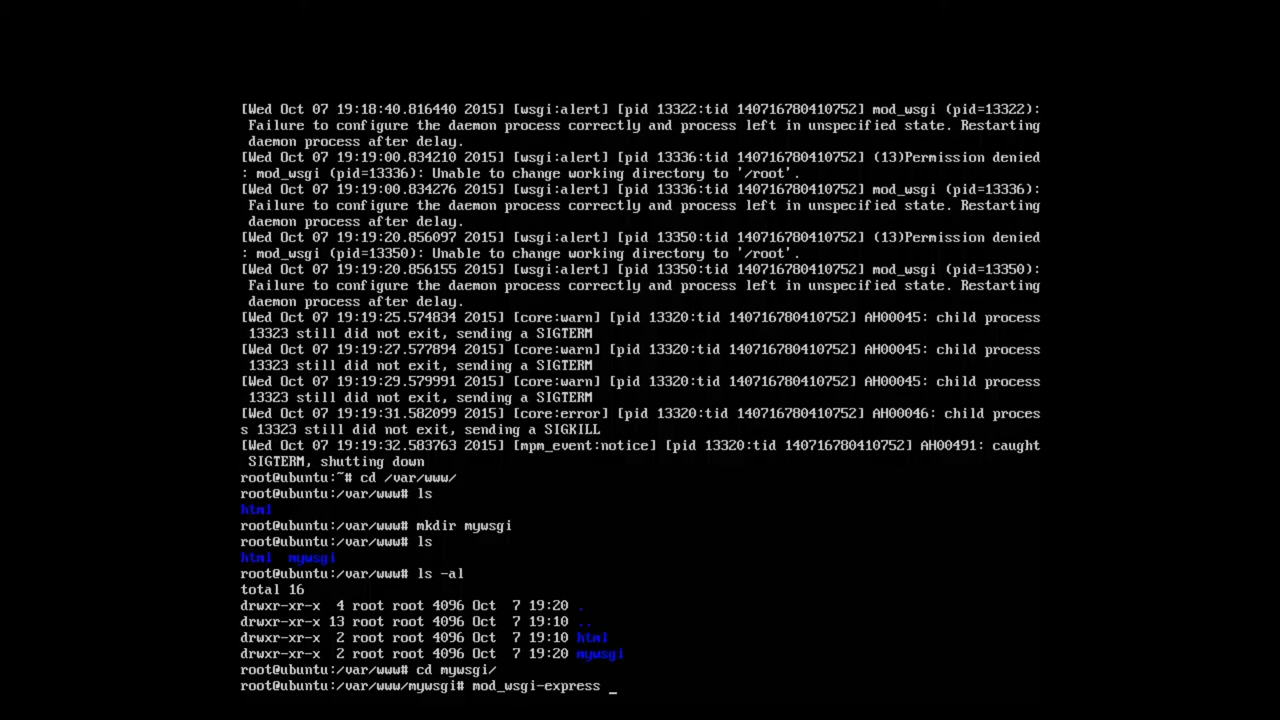 [Wed Oct 07 19:18:40.816440 2015] [wsgi:alert] [pid 13322:tid 140716780410752] mod_wsgi (pid=13322):
 Failure to configure the daemon process correctly and process left in unspecified state. Restarting
 daemon process after delay.
[Wed Oct 07 19:19:00.834210 2015] [wsgi:alert] [pid 13336:tid 140716780410752] (13)Permission denied
: mod_wsgi (pid=13336): Unable to change working directory to '/root'.
[Wed Oct 07 19:19:00.834276 2015] [wsgi:alert] [pid 13336:tid 140716780410752] mod_wsgi (pid=13336):
 Failure to configure the daemon process correctly and process left in unspecified state. Restarting
 daemon process after delay.
[Wed Oct 07 19:19:20.856097 2015] [wsgi:alert] [pid 13350:tid 140716780410752] (13)Permission denied
: mod_wsgi (pid=13350): Unable to change working directory to '/root'.
[Wed Oct 07 19:19:20.856155 2015] [wsgi:alert] [pid 13350:tid 140716780410752] mod_wsgi (pid=13350):
 Failure to configure the daemon process correctly and process left in unspecified state. Restarting
 daemon process after delay.
[Wed Oct 07 19:19:25.574834 2015] [core:warn] [pid 13320:tid 140716780410752] AH00045: child process
 13323 still did not exit, sending a SIGTERM
[Wed Oct 07 19:19:27.577894 2015] [core:warn] [pid 13320:tid 140716780410752] AH00045: child process
 13323 still did not exit, sending a SIGTERM
[Wed Oct 07 19:19:29.579991 2015] [core:warn] [pid 13320:tid 140716780410752] AH00045: child process
 13323 still did not exit, sending a SIGTERM
[Wed Oct 07 19:19:31.582099 2015] [core:error] [pid 13320:tid 140716780410752] AH00046: child proces
s 13323 still did not exit, sending a SIGKILL
[Wed Oct 07 19:19:32.583763 2015] [mpm_event:notice] [pid 13320:tid 140716780410752] AH00491: caught
 SIGTERM, shutting down
root@ubuntu:~# cd /var/www/
root@ubuntu:/var/www# ls
html
root@ubuntu:/var/www# mkdir mywsgi
root@ubuntu:/var/www# ls
html  mywsgi
root@ubuntu:/var/www# ls -al
total 16
drwxr-xr-x  4 root root 4096 Oct  7 19:20 .
drwxr-xr-x 13 root root 4096 Oct  7 19:10 ..
drwxr-xr-x  2 root root 4096 Oct  7 19:10 html
drwxr-xr-x  2 root root 4096 Oct  7 19:20 mywsgi
root@ubuntu:/var/www# cd mywsgi/
root@ubuntu:/var/www/mywsgi# mod_wsgi-express _